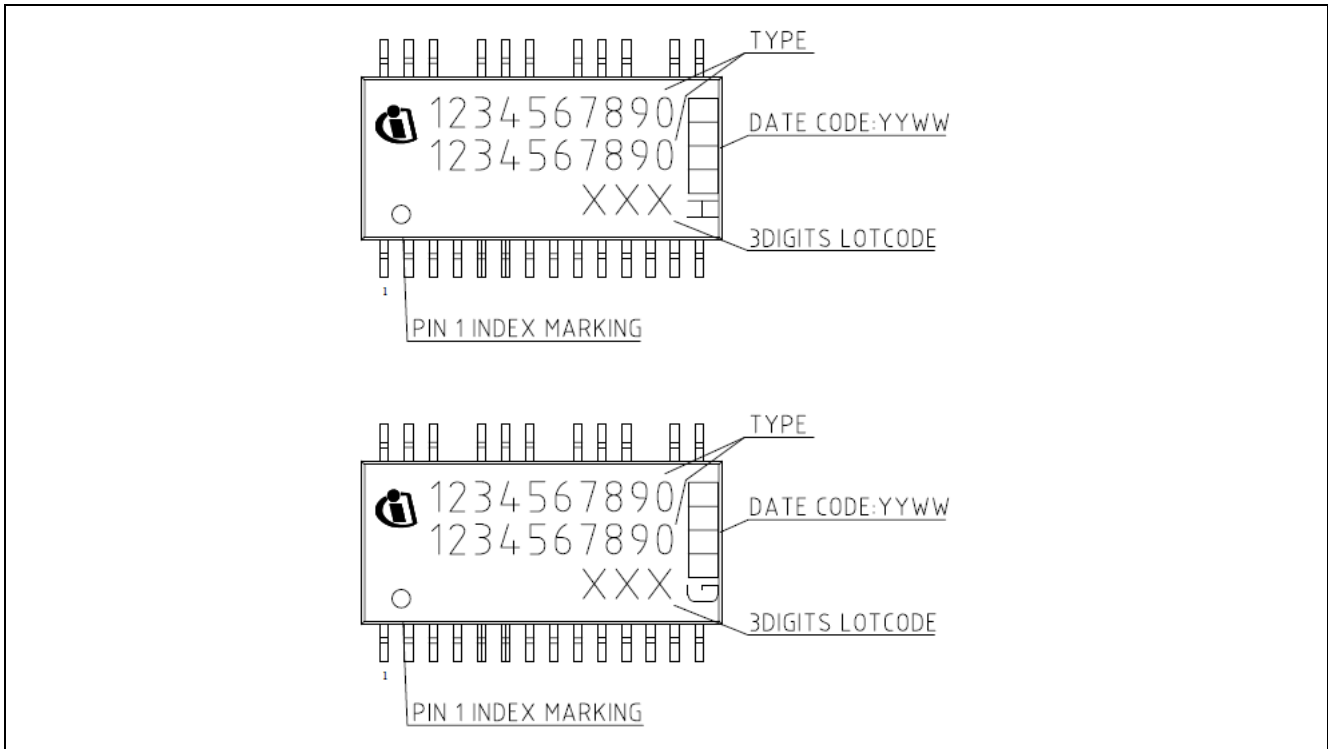 TYPE
1234567890
DATE CODE:YYWW
1234567890
XXX
H
3DIGITS LOTCODE
1
PIN 1 INDEX MARKING
TYPE
1234567890
DATE CODE:YYWW
1234567890
XXX
G
3DIGITS LOTCODE
1
PIN 1 INDEX MARKING